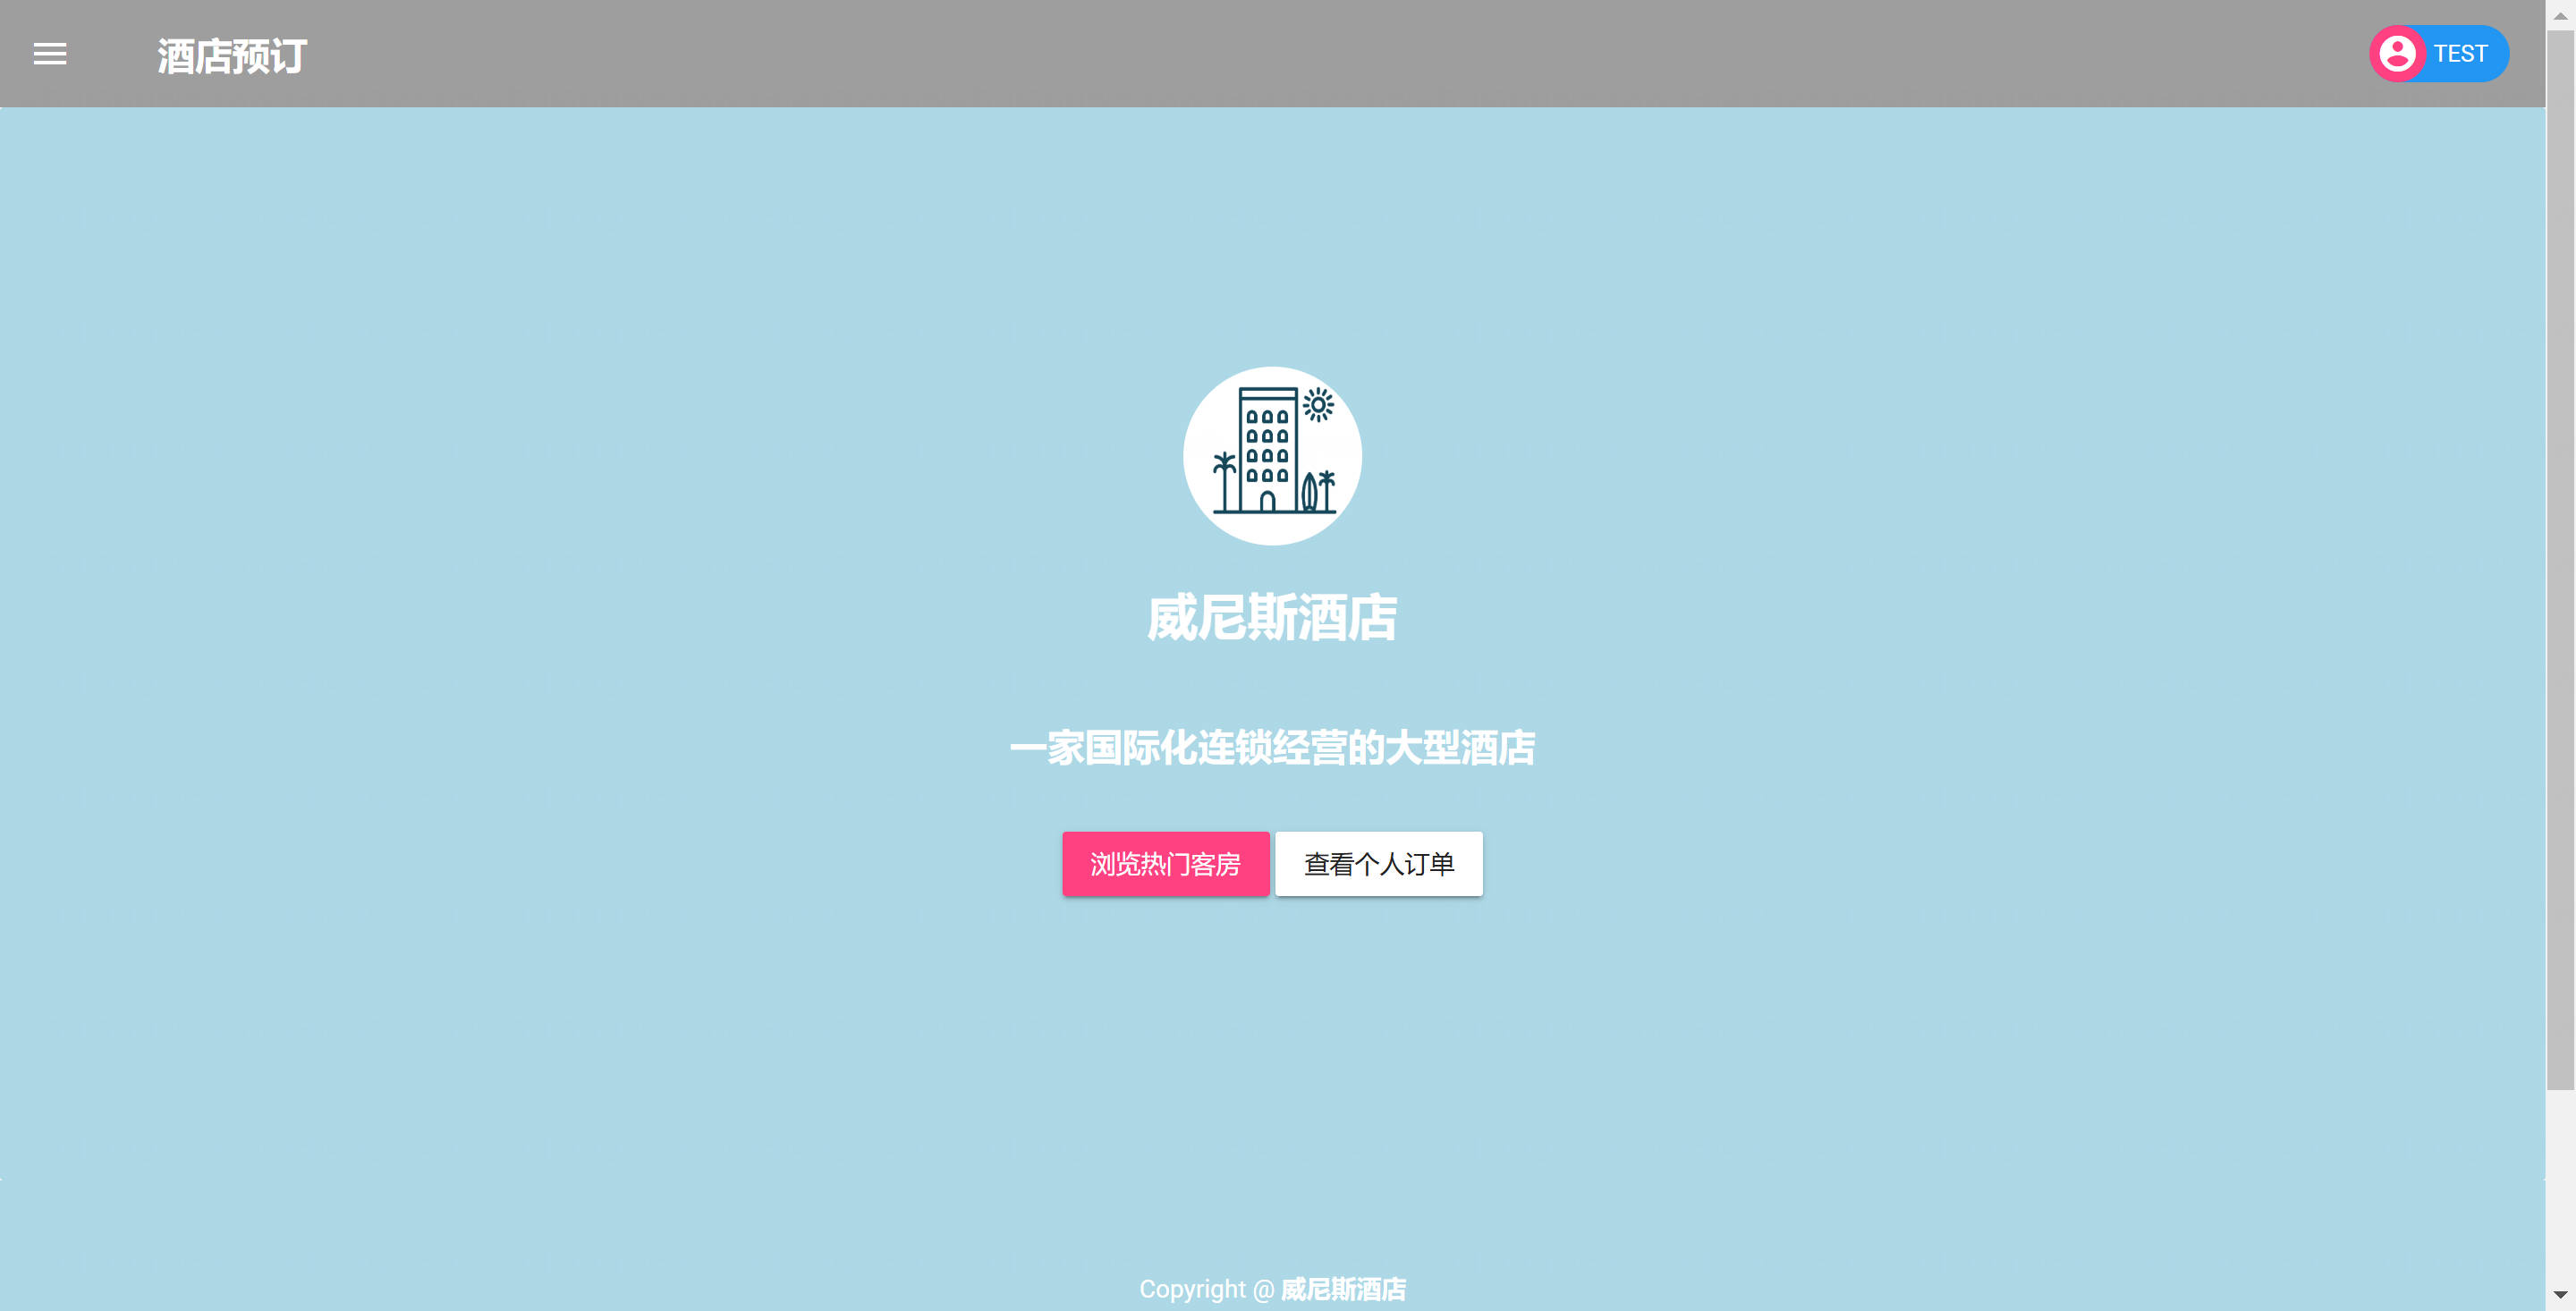 酒店预订
TEST
威尼斯酒店
一家国际化连锁经营的大型酒店
浏览热门客房
查看个人订单
Copyright @ 威尼斯酒店